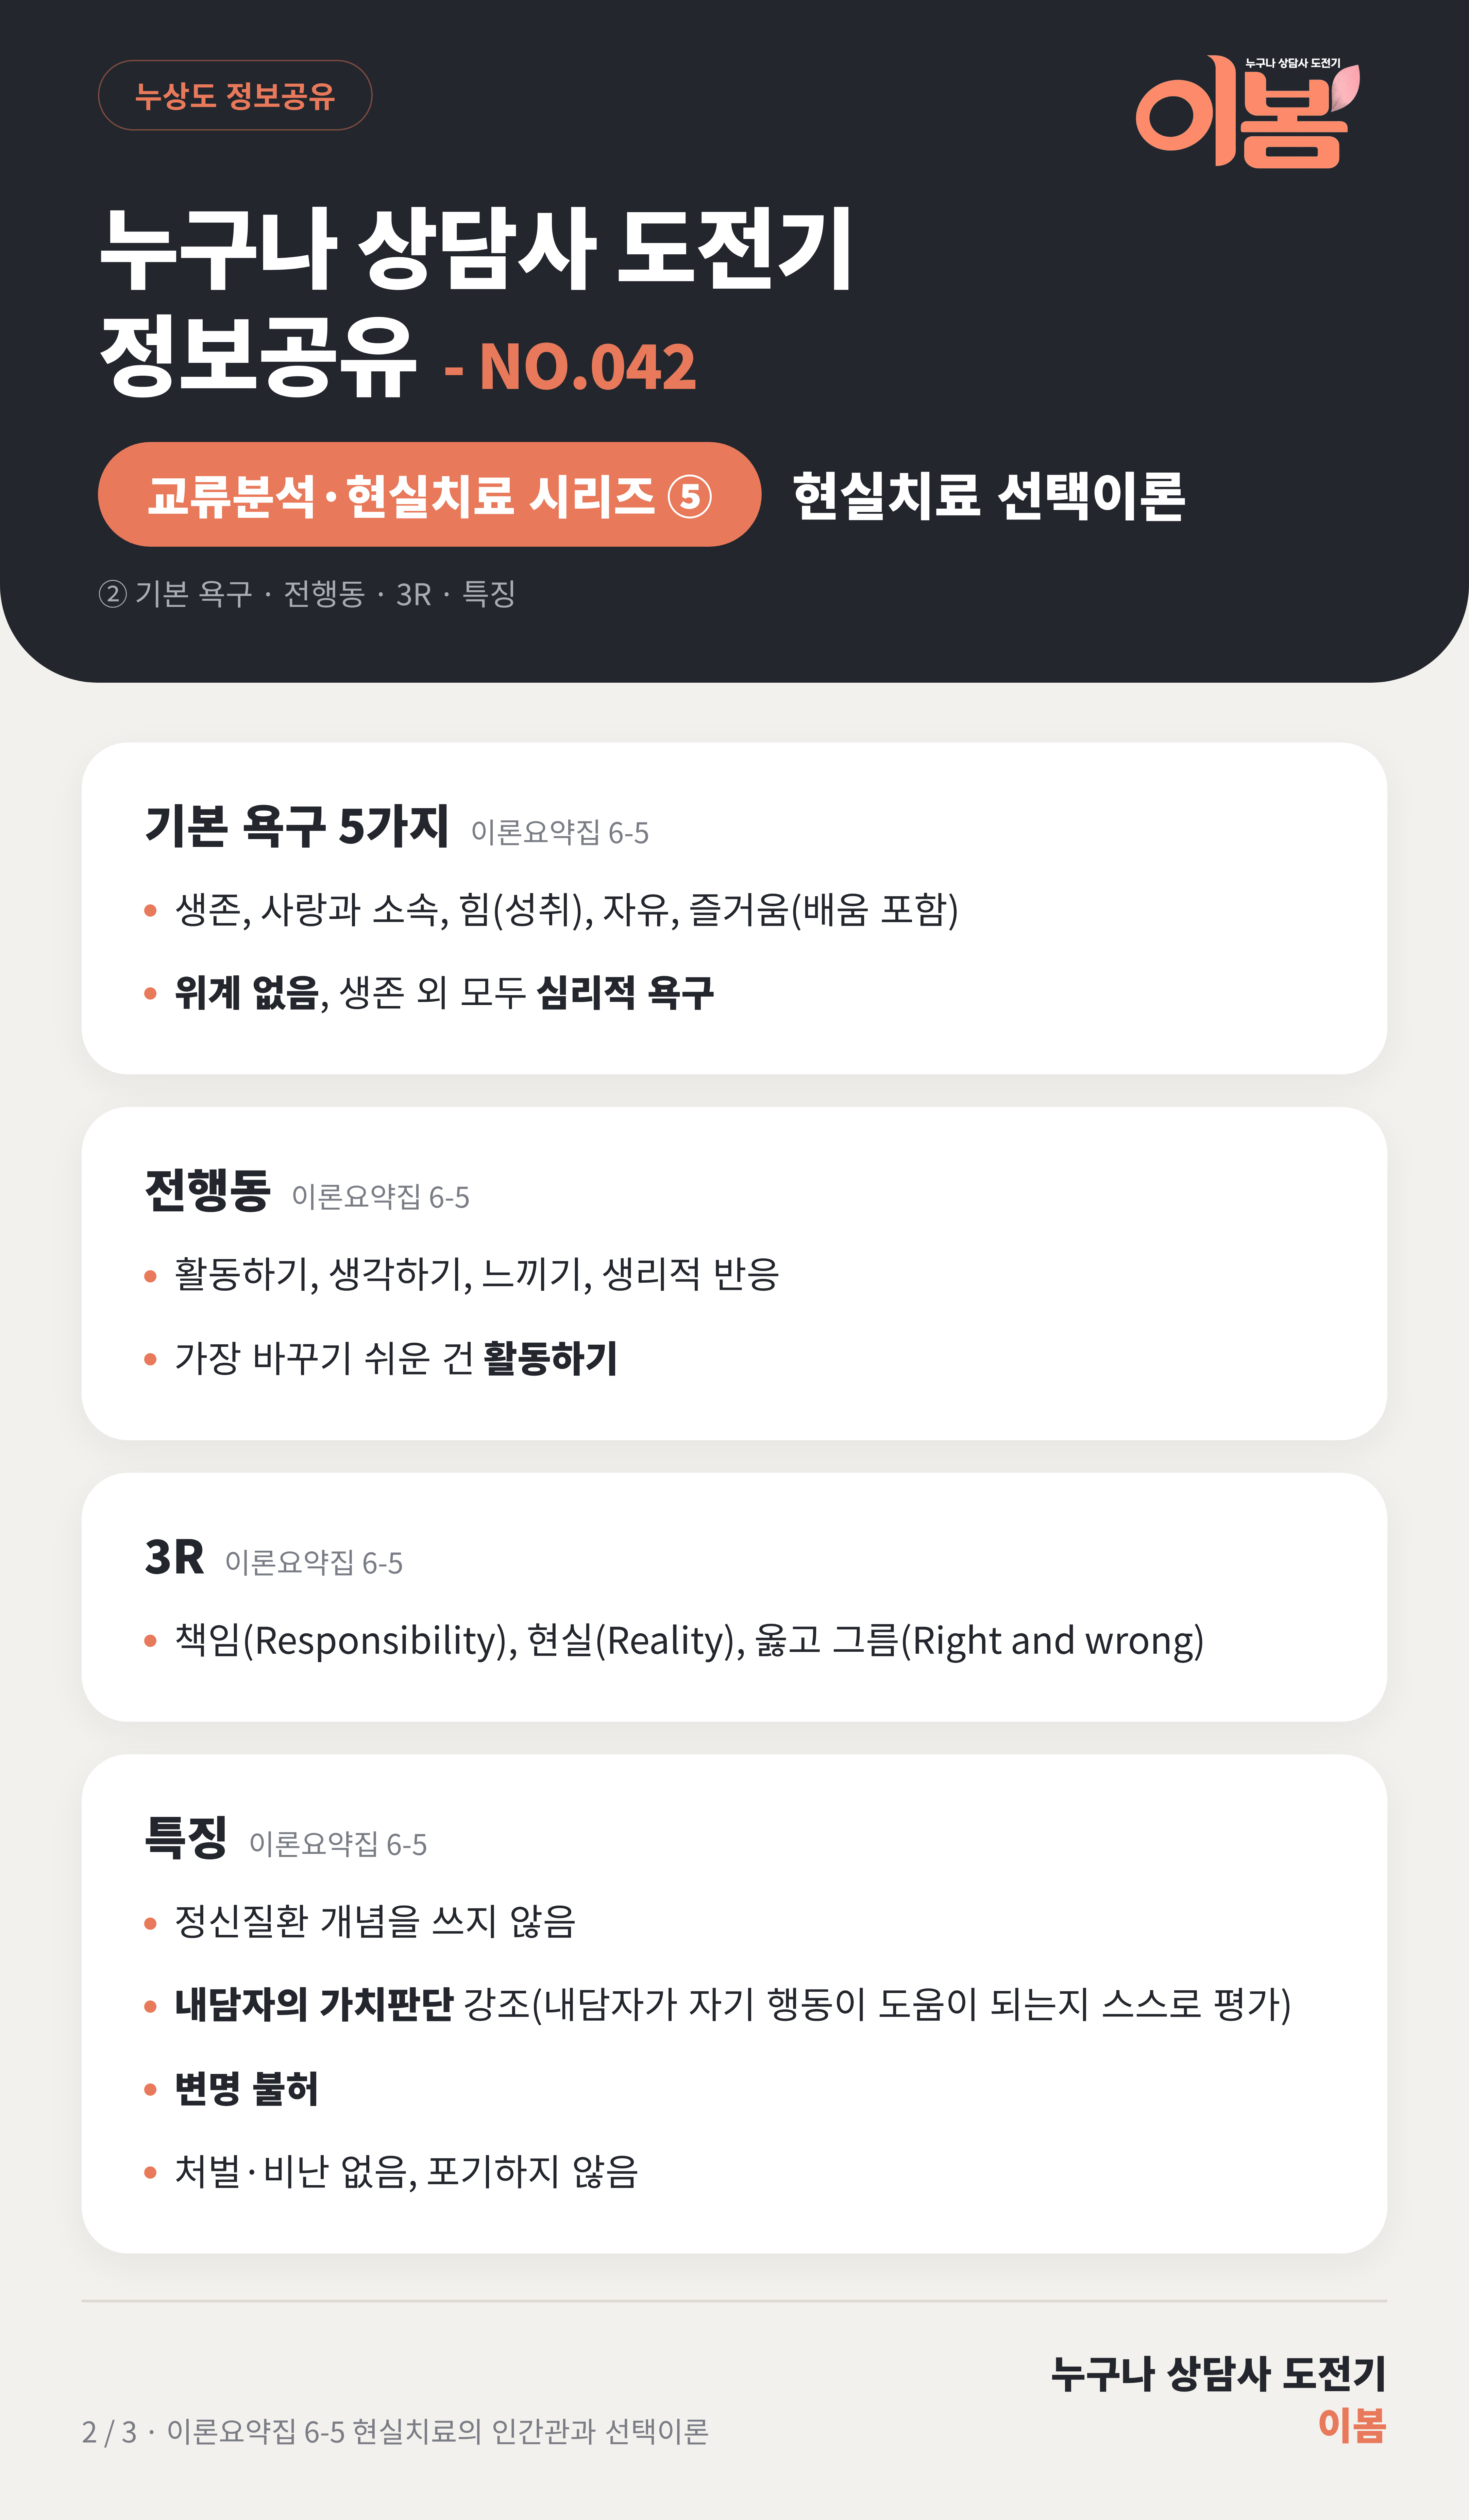 누상도 정보공유
누구나 상담사 도전기
이봄
누구나 상담사 도전기
정보공유 - NO.042
교류분석·현실치료 시리즈 ⑤ 현실치료 선택이론
② 기본 욕구 · 전행동 · 3R · 특징
기본 욕구 5가지 이론요약집 6-5
• 생존, 사랑과 소속, 힘(성취), 자유, 즐거움(배움 포함)
• 위계 없음, 생존 외 모두 심리적 욕구
전행동 이론요약집 6-5
• 활동하기, 생각하기, 느끼기, 생리적 반응
• 가장 바꾸기 쉬운 건 활동하기
3R 이론요약집 6-5
• 책임(Responsibility), 현실(Reality), 옳고 그름(Right and wrong)
특징 이론요약집 6-5
• 정신질환 개념을 쓰지 않음
• 내담자의 가치판단 강조(내담자가 자기 행동이 도움이 되는지 스스로 평가)
• 변명 불허
• 처벌·비난 없음, 포기하지 않음
누구나 상담사 도전기
이봄
2 / 3 · 이론요약집 6-5 현실치료의 인간관과 선택이론